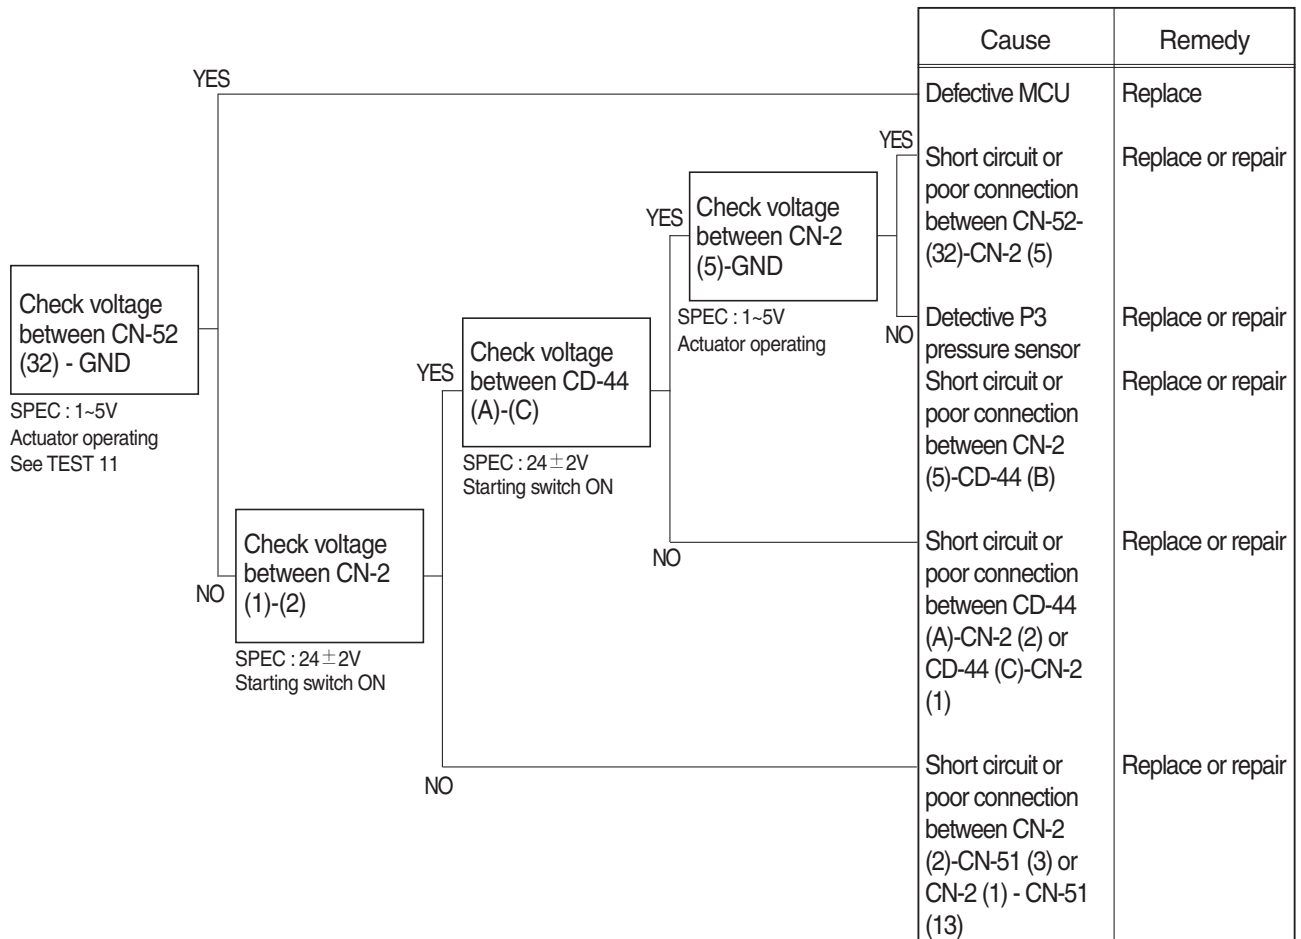 Cause
Remedy
YES
Defective MCU
Replace
YES
Short circuit or
poor connection
between CN-52-
(32)-CN-2 (5)
Replace or repair
YES
Check voltage
between CN-2
(5)-GND
SPEC : 1~5V
Actuator operating
NO
Detective P3
pressure sensor
Replace or repair
Check voltage
between CN-52
(32) - GND
SPEC : 1~5V
Actuator operating
See TEST 11
YES
Check voltage
between CD-44
(A)-(C)
SPEC : 24±2V
Starting switch ON
Short circuit or
poor connection
between CN-2
(5)-CD-44 (B)
Replace or repair
NO
Check voltage
between CN-2
(1)-(2)
SPEC : 24±2V
Starting switch ON
NO
Short circuit or
poor connection
between CD-44
(A)-CN-2 (2) or
CD-44 (C)-CN-2
(1)
Replace or repair
NO
Short circuit or
poor connection
between CN-2
(2)-CN-51 (3) or
CN-2 (1) - CN-51
(13)
Replace or repair